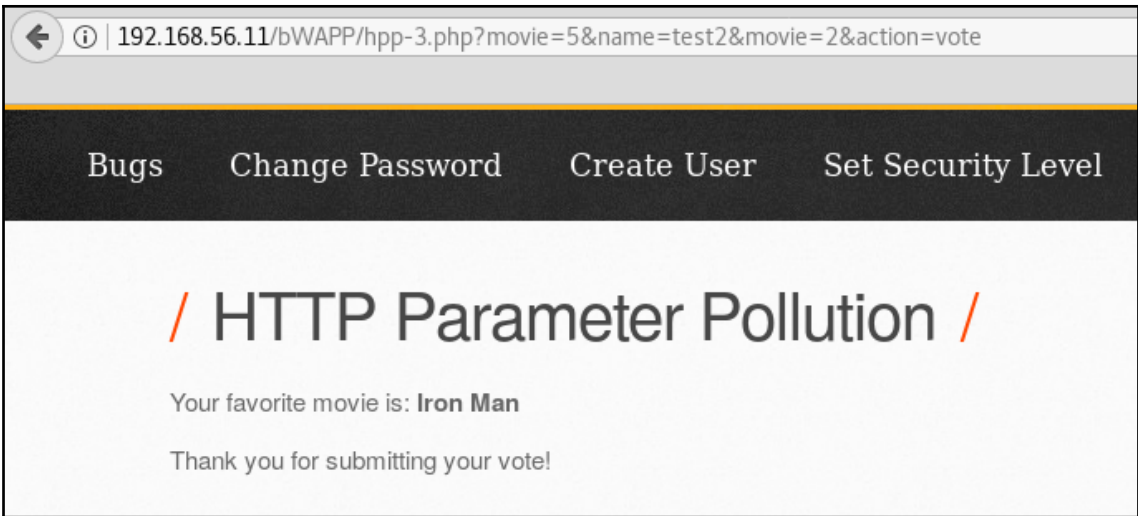 192.168.56.11/bWAPP/hpp-3.php?movie=5&name=test2&movie=2&action=vote
Bugs Change Password Create User Set Security Level
/ HTTP Parameter Pollution /
Your favorite movie is: Iron Man
Thank you for submitting your vote!